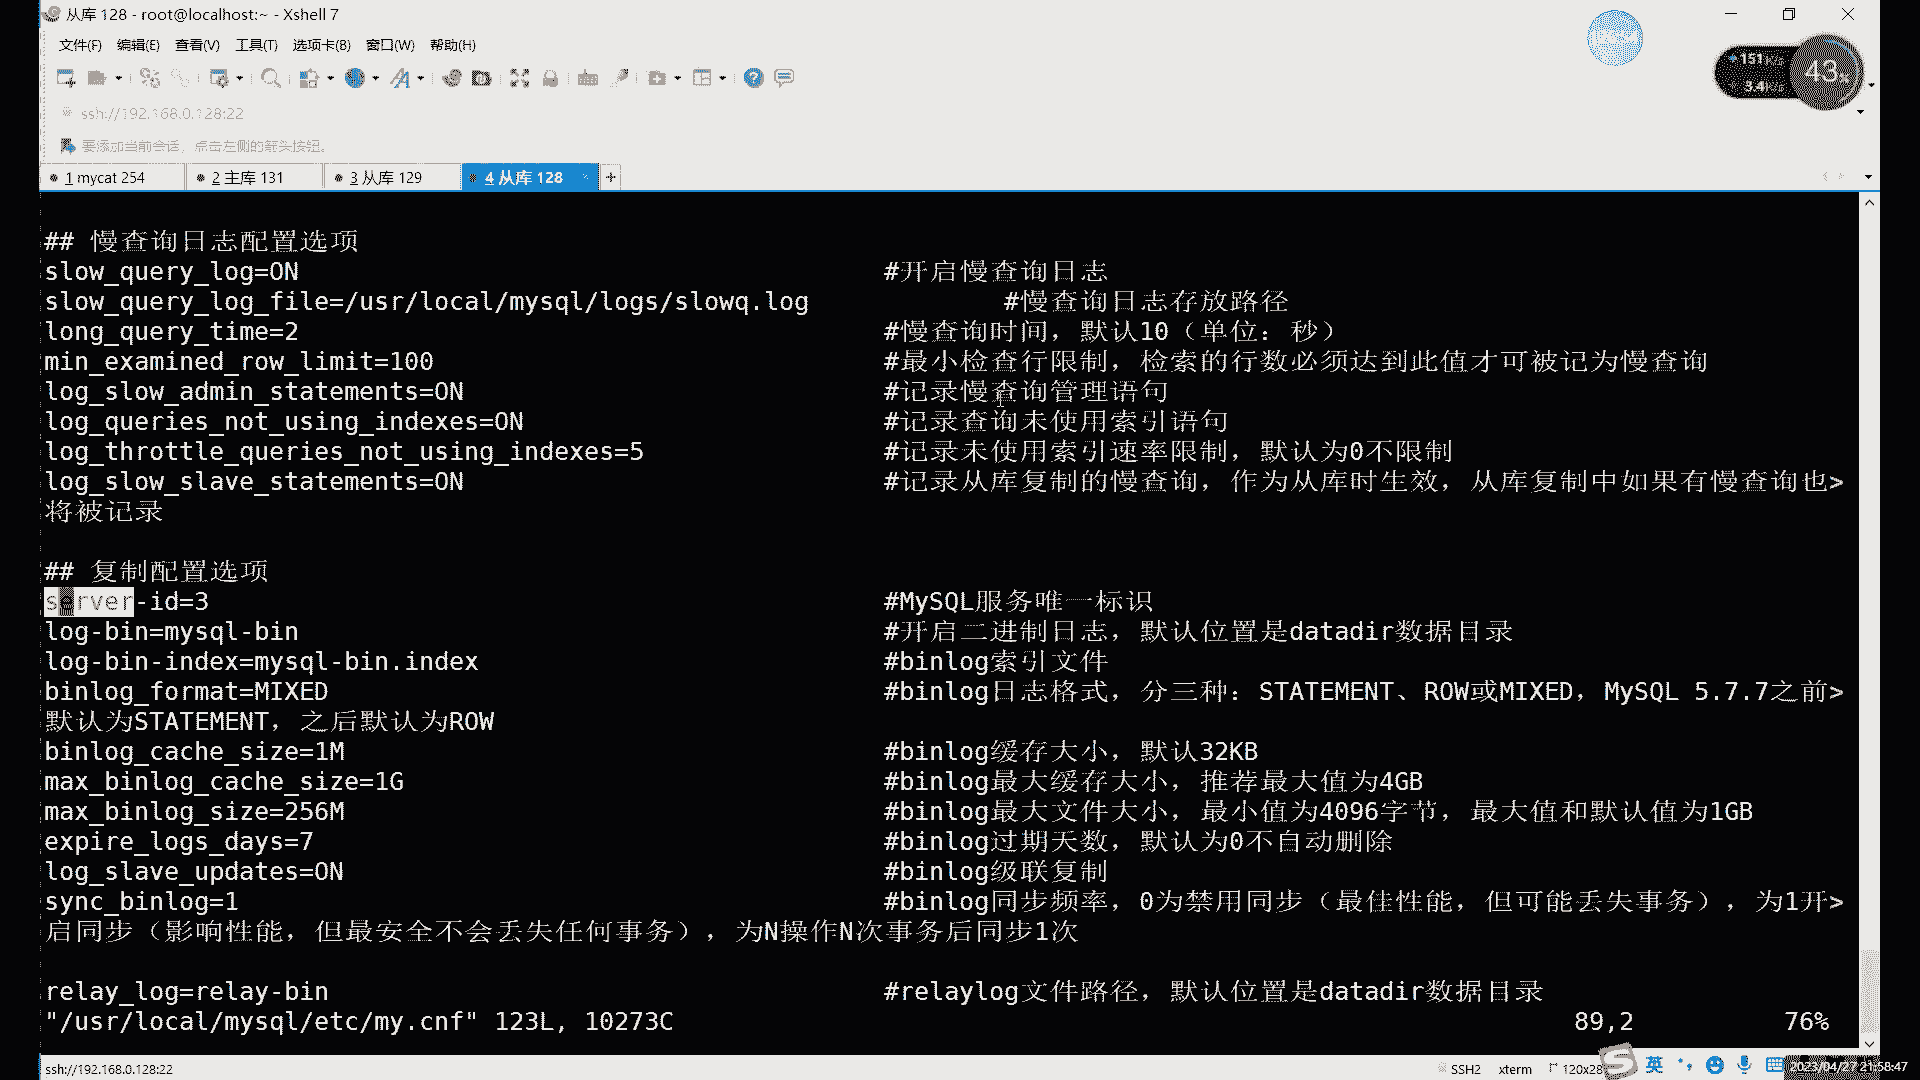 从库 128 - root@localhost:~ - Xshell 7
文件(F) 编辑(E) 查看(V) 工具(T) 选项卡(B) 窗口(W) 帮助(H)
151K/s
3.4K/s
43%
ssh://192.168.0.128:22
要添加当前会话，点击左侧的箭头按钮。
1 mycat 254 2 主库 131 3 从库 129 4 从库 128 × +
## 慢查询日志配置选项
slow_query_log=ON #开启慢查询日志
slow_query_log_file=/usr/local/mysql/logs/slowq.log #慢查询日志存放路径
long_query_time=2 #慢查询时间，默认10（单位：秒）
min_examined_row_limit=100 #最小检查行限制，检索的行数必须达到此值才可被记为慢查询
log_slow_admin_statements=ON #记录慢查询管理语句
log_queries_not_using_indexes=ON #记录查询未使用索引语句
log_throttle_queries_not_using_indexes=5 #记录未使用索引速率限制，默认为0不限制
log_slow_slave_statements=ON #记录从库复制的慢查询，作为从库时生效，从库复制中如果有慢查询也>
将被记录
## 复制配置选项
server-id=3 #MySQL服务唯一标识
log-bin=mysql-bin #开启二进制日志，默认位置是datadir数据目录
log-bin-index=mysql-bin.index #binlog索引文件
binlog_format=MIXED #binlog日志格式，分三种：STATEMENT、ROW或MIXED，MySQL 5.7.7之前>
默认为STATEMENT，之后默认为ROW
binlog_cache_size=1M #binlog缓存大小，默认32KB
max_binlog_cache_size=1G #binlog最大缓存大小，推荐最大值为4GB
max_binlog_size=256M #binlog最大文件大小，最小值为4096字节，最大值和默认值为1GB
expire_logs_days=7 #binlog过期天数，默认为0不自动删除
log_slave_updates=ON #binlog级联复制
sync_binlog=1 #binlog同步频率，0为禁用同步（最佳性能，但可能丢失事务），为1开>
启同步（影响性能，但最安全不会丢失任何事务），为N操作N次事务后同步1次
relay_log=relay-bin #relaylog文件路径，默认位置是datadir数据目录
"/usr/local/mysql/etc/my.cnf" 123L, 10273C 89,2 76%
ssh://192.168.0.128:22 SSH2 xterm 120x28 英 2023/04/27 21:58:47